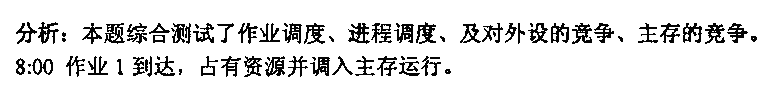 分析：本题综合测试了作业调度、进程调度、及对外设的竞争、主存的竞争。
8:00 作业 1 到达，占有资源并调入主存运行。